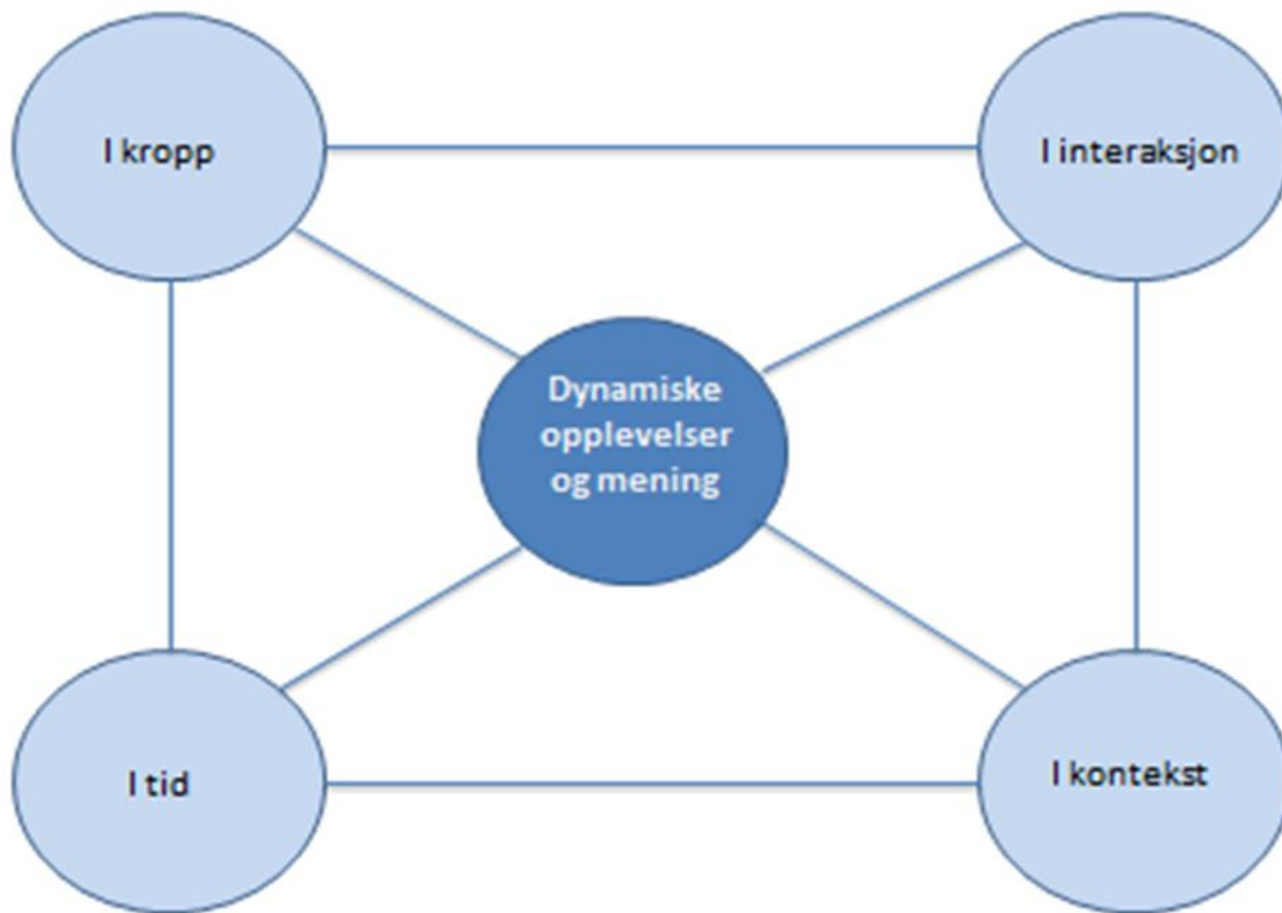 I kropp
I interaksjon
Dynamiske
opplevelser
og mening
I tid
I kontekst